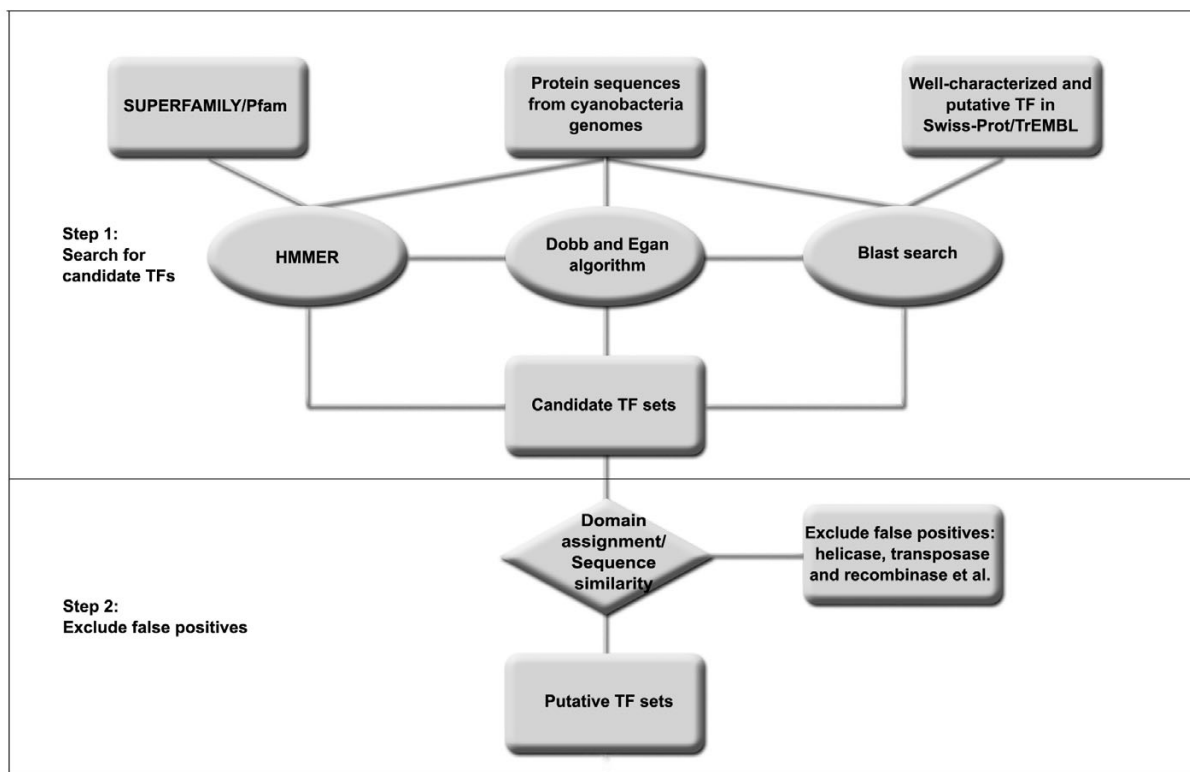 SUPERFAMILY/Pfam
Protein sequences
from cyanobacteria
genomes
Well-characterized and
putative TF in
Swiss-Prot/TrEMBL
Step 1:
Search for
candidate TFs
HMMER
Dobb and Egan
algorithm
Blast search
Candidate TF sets
Domain
assignment/
Sequence
similarity
Exclude false positives:
helicase, transposase
and recombinase et al.
Step 2:
Exclude false positives
Putative TF sets